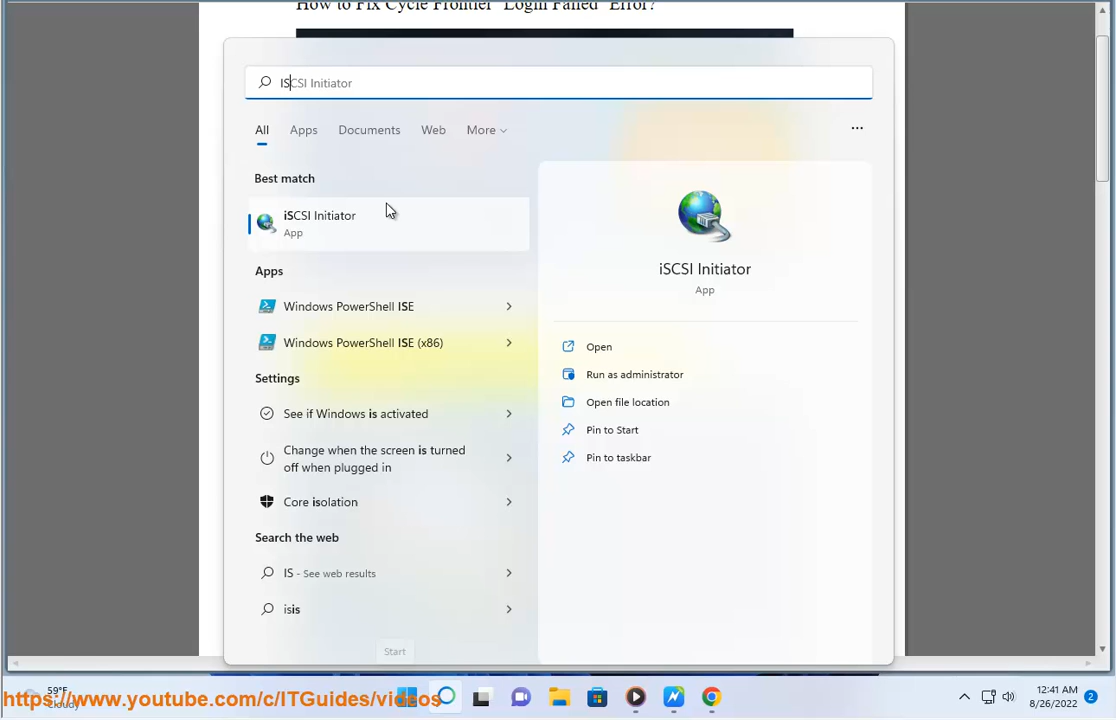 How to Fix Cycle Frontier "Login Failed" Error?
ISCSI Initiator
All Apps Documents Web More
Best match
iSCSI Initiator
App
Apps
Windows PowerShell ISE
Windows PowerShell ISE (x86)
Settings
See if Windows is activated
Change when the screen is turned
off when plugged in
Core isolation
Search the web
IS - See web results
isis
iSCSI Initiator
App
Open
Run as administrator
Open file location
Pin to Start
Pin to taskbar
Start
59°F
Cloudy
https://www.youtube.com/c/ITGuides/videos
12:41 AM
8/26/2022
2